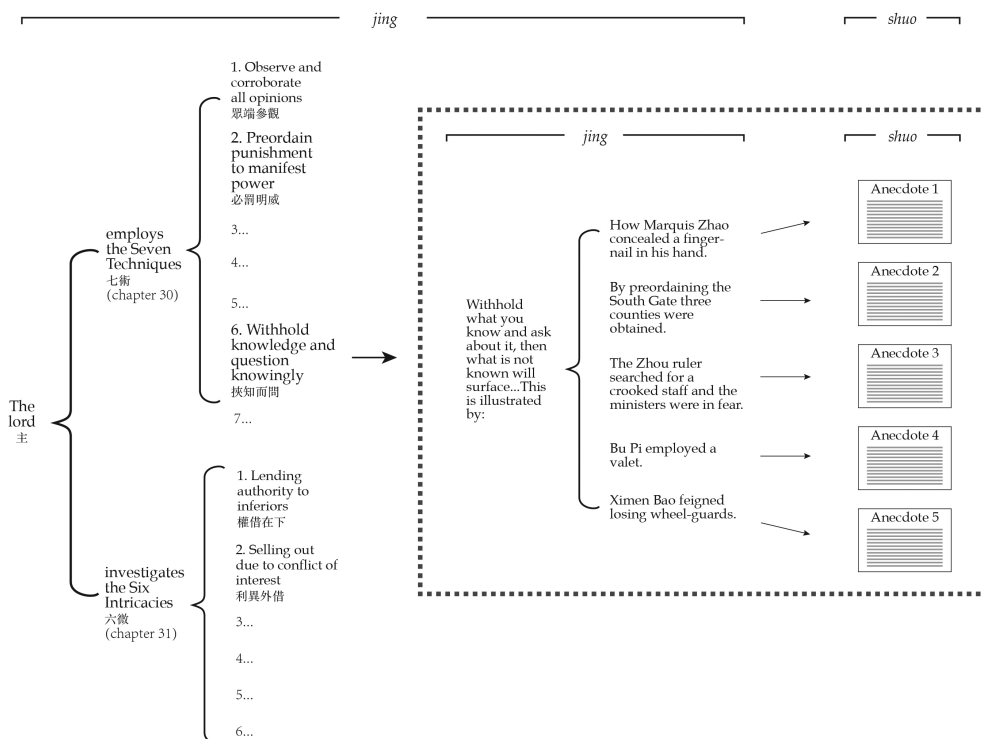 jing
shuo
The
lord
主
employs
the Seven
Techniques
七術
(chapter 30)
1. Observe and
corroborate
all opinions
眾端參觀
2. Preordain
punishment
to manifest
power
必罰明威
3...
4...
5...
6. Withhold
knowledge and
question
knowingly
挾知而問
7...
investigates
the Six
Intricacies
六微
(chapter 31)
1. Lending
authority to
inferiors
權借在下
2. Selling out
due to conflict of
interest
利異外借
3...
4...
5...
6...
jing
shuo
Withhold
what you
know and ask
about it, then
what is not
known will
surface...This
is illustrated
by:
How Marquis Zhao
concealed a finger-
nail in his hand.
By preordaining the
South Gate three
counties were
obtained.
The Zhou ruler
searched for a
crooked staff and the
ministers were in fear.
Bu Pi employed a
valet.
Ximen Bao feigned
losing wheel-guards.
Anecdote 1
Anecdote 2
Anecdote 3
Anecdote 4
Anecdote 5